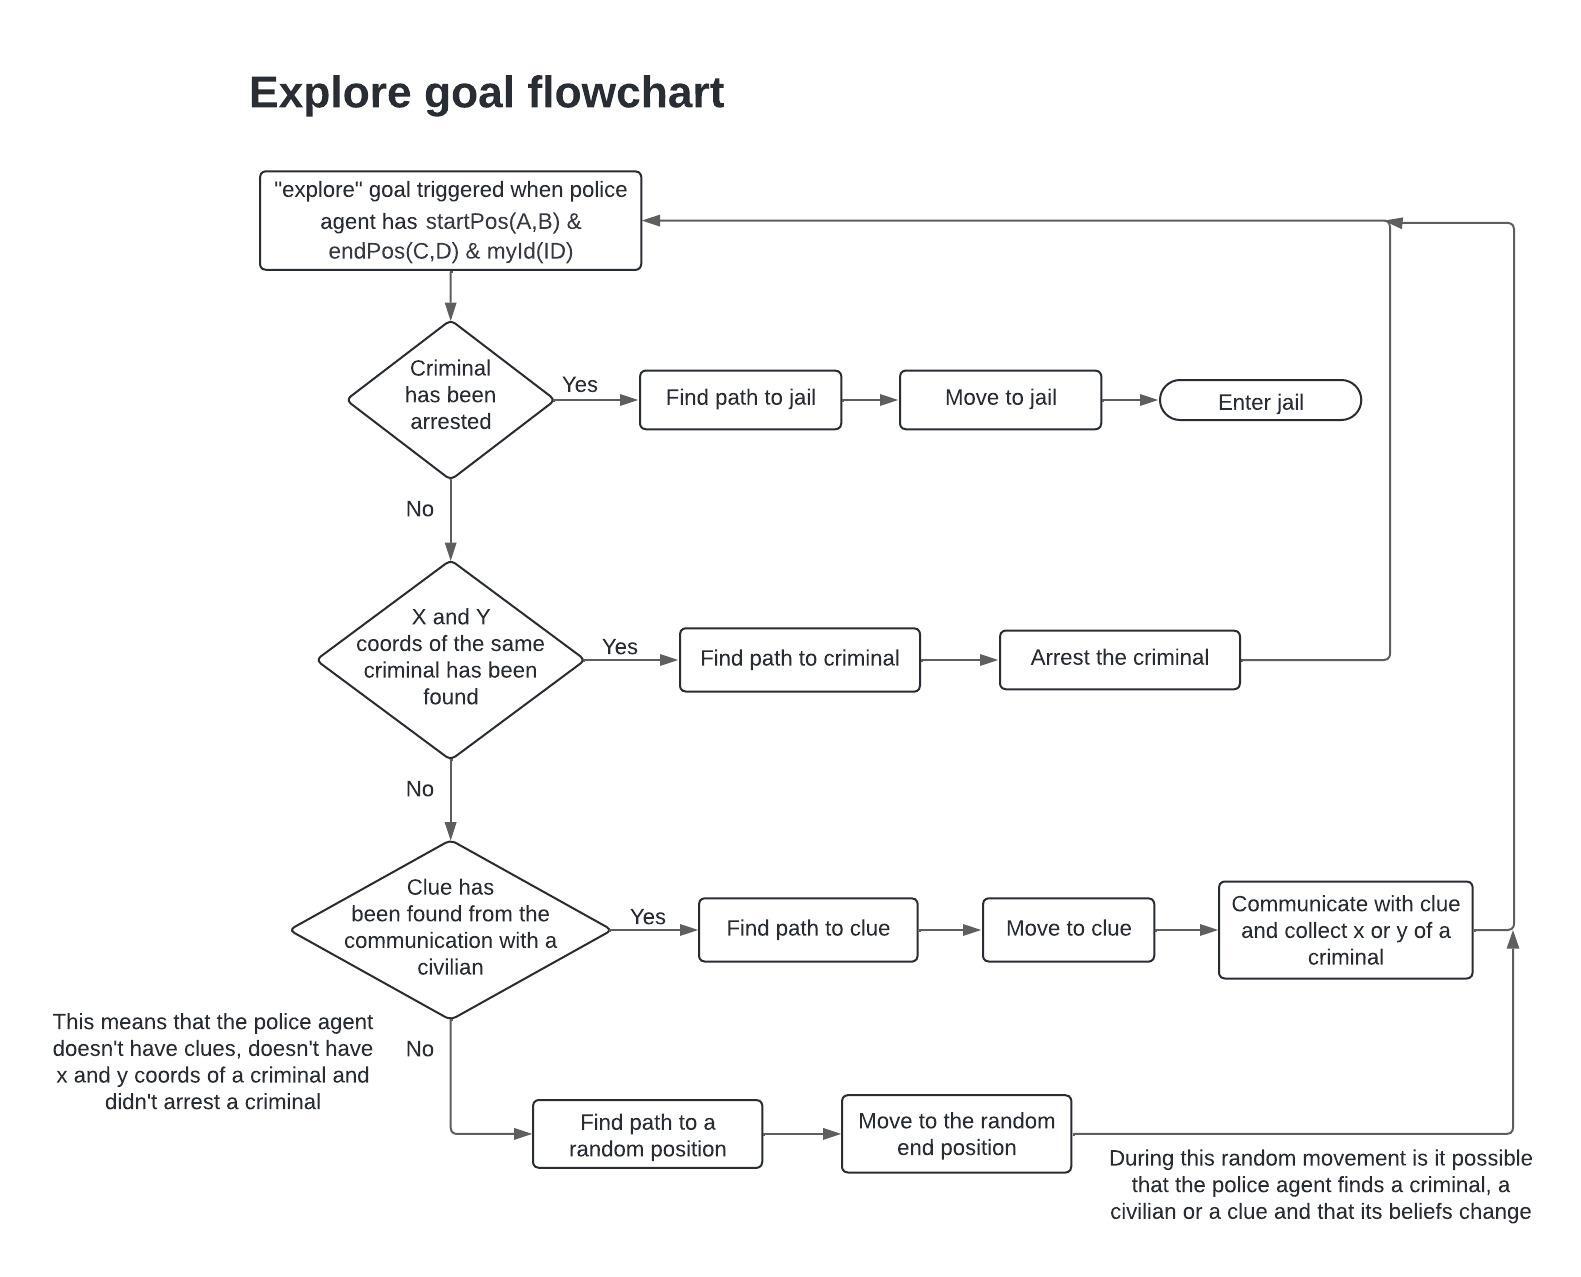 Explore goal flowchart
"explore" goal triggered when police
agent has startPos(A,B) &
endPos(C,D) & myId(ID)
Criminal
has been
arrested
Yes
Find path to jail
Move to jail
Enter jail
No
X and Y
coords of the same
criminal has been
found
Yes
Find path to criminal
Arrest the criminal
No
Clue has
been found from the
communication with a
civilian
Yes
Find path to clue
Move to clue
Communicate with clue
and collect x or y of a
criminal
This means that the police agent
doesn't have clues, doesn't have
x and y coords of a criminal and
didn't arrest a criminal
No
Find path to a
random position
Move to the random
end position
During this random movement is it possible
that the police agent finds a criminal, a
civilian or a clue and that its beliefs change